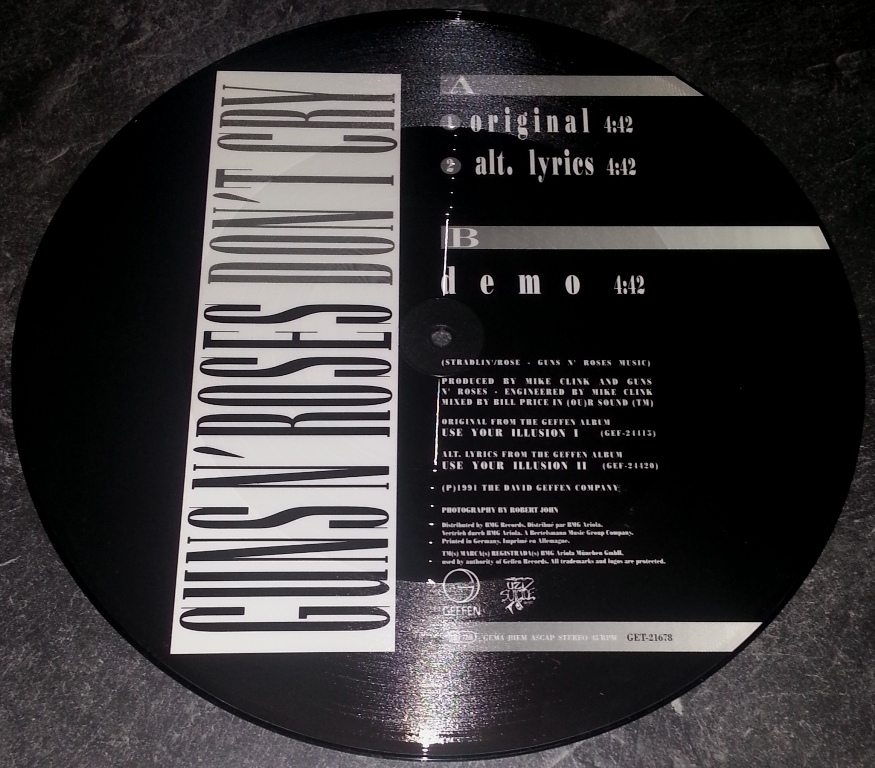 GUNS N' ROSES DON'T CRY
A
1 original 4:42
2 alt. lyrics 4:42
B
demo 4:42
(STRADLIN'/ROSE - GUNS N' ROSES MUSIC)
PRODUCED BY MIKE CLINK AND GUNS
N' ROSES - ENGINEERED BY MIKE CLINK
MIXED BY BILL PRICE IN (OU)R SOUND (TM)
ORIGINAL FROM THE GEFFEN ALBUM
USE YOUR ILLUSION I (GEF-24415)
ALT. LYRICS FROM THE GEFFEN ALBUM
USE YOUR ILLUSION II (GEF-24420)
(P)1991 THE DAVID GEFFEN COMPANY
PHOTOGRAPHY BY ROBERT JOHN
Distributed by BMG Records. Distribué par BMG Ariola.
Vertrieb durch BMG Ariola. A Bertelsmann Music Group Company.
Printed in Germany. Imprimé en Allemagne.
TM(s) MARCA(s) REGISTRADA(s) BMG Ariola München GmbH.
used by authority of Geffen Records. All trademarks and logos are protected.
GEFFEN
UZI SUICIDE
GEMA BIEM ASCAP STEREO 45 RPM GET-21678